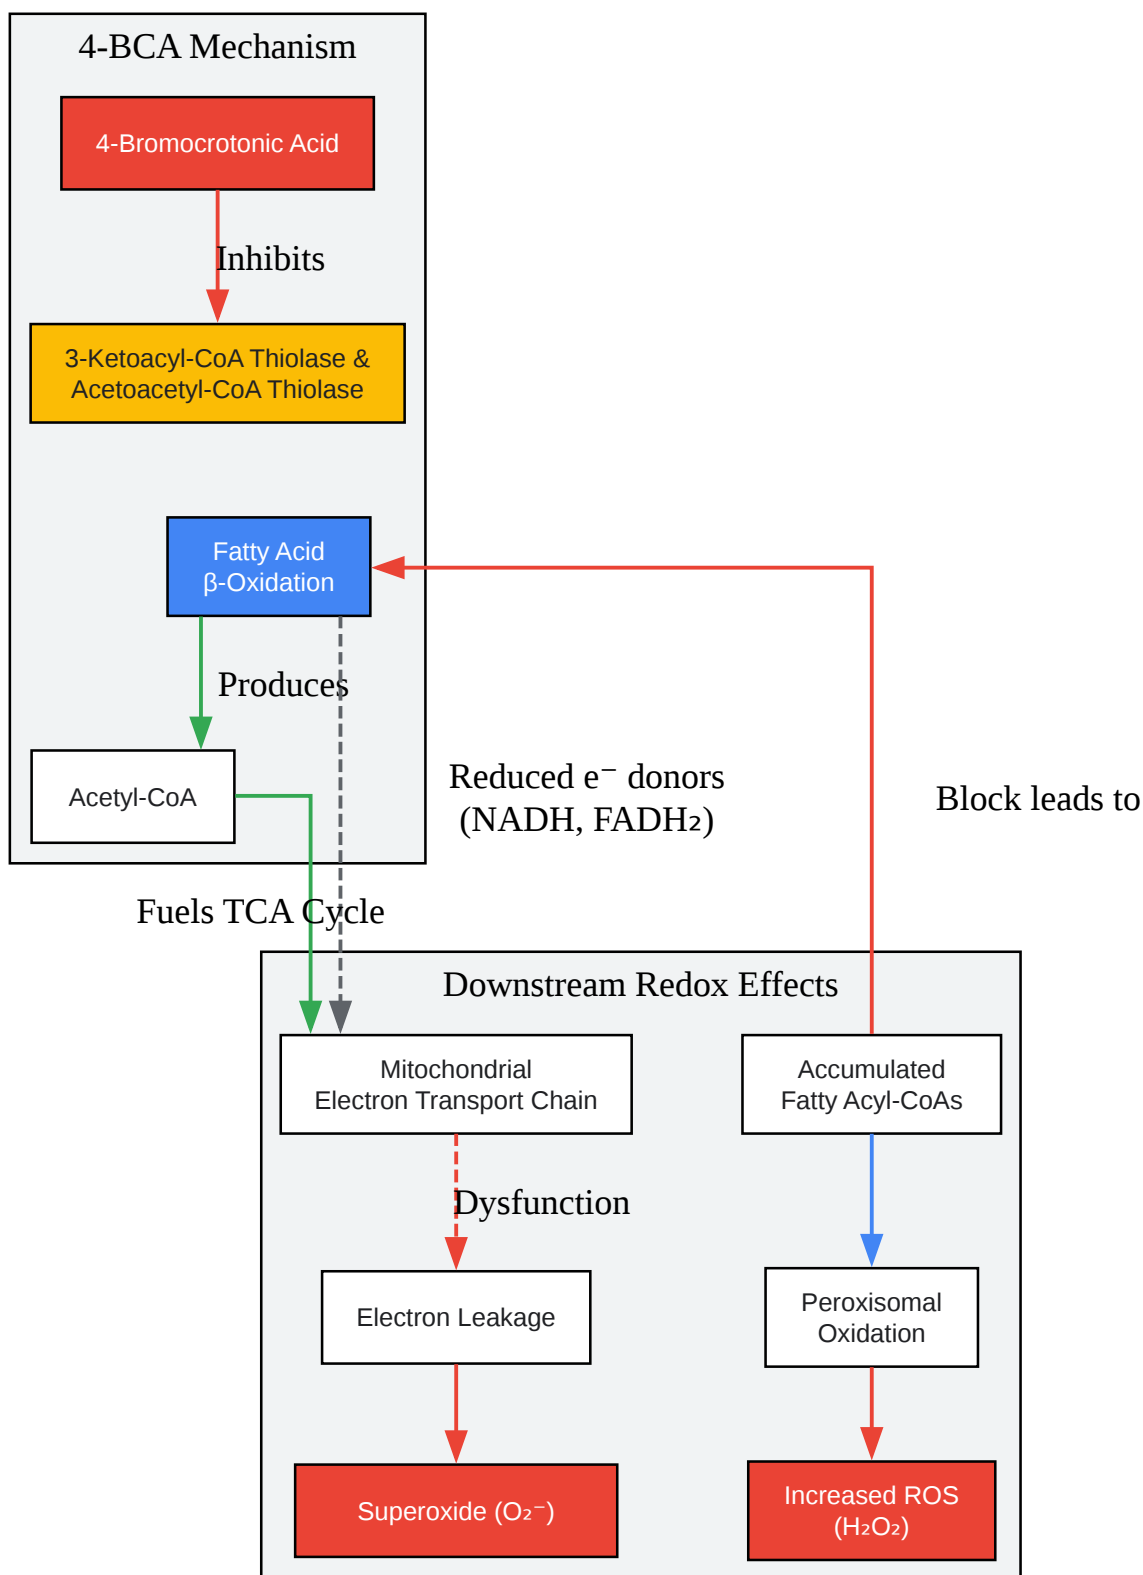 4-BCA Mechanism
4-Bromocrotonic Acid
Inhibits
3-Ketoacyl-CoA Thiolase &
Acetoacetyl-CoA Thiolase
Fatty Acid
β-Oxidation
Produces
Acetyl-CoA
Reduced e⁻ donors
(NADH, FADH₂)
Block leads to
Fuels TCA Cycle
Downstream Redox Effects
Mitochondrial
Electron Transport Chain
Accumulated
Fatty Acyl-CoAs
Dysfunction
Electron Leakage
Peroxisomal
Oxidation
Superoxide (O₂⁻)
Increased ROS
(H₂O₂)